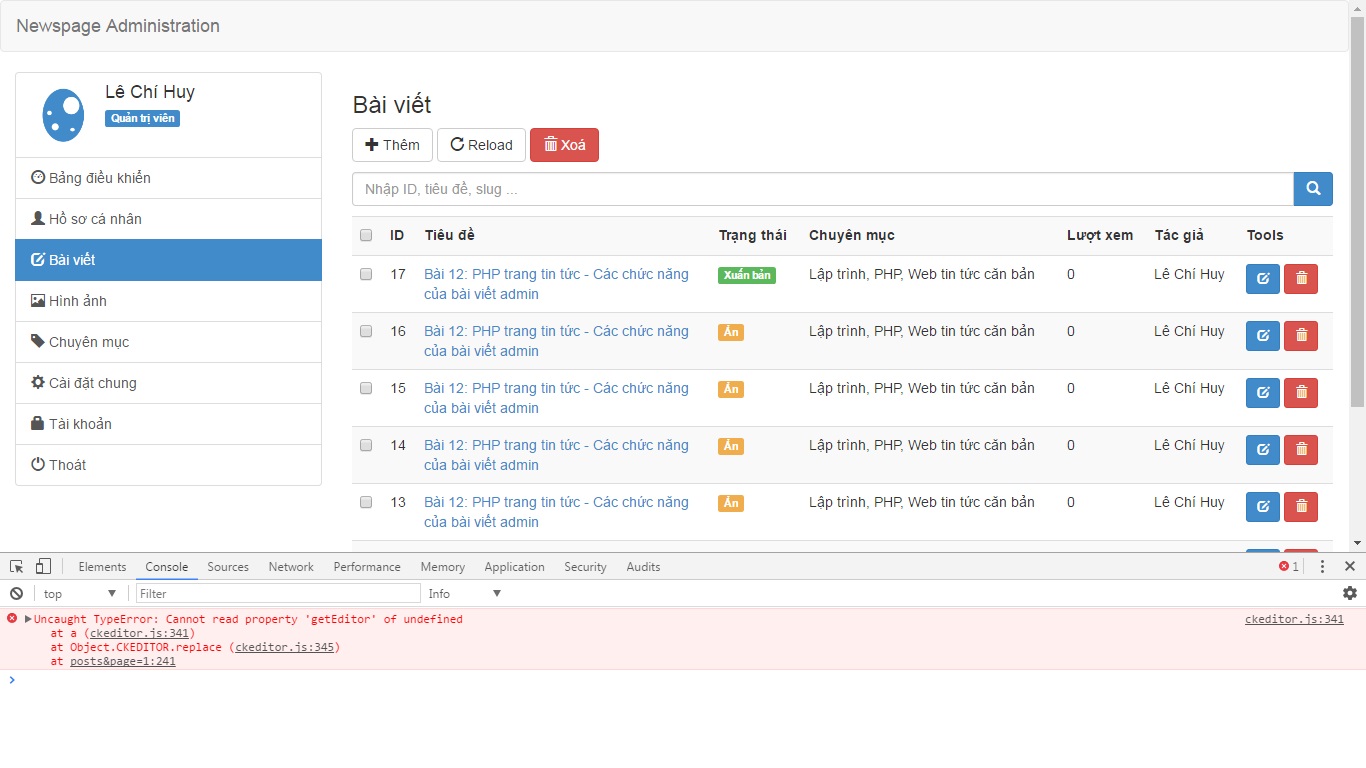 Newspage Administration
Lê Chí Huy
Quản trị viên
Bảng điều khiển
Hồ sơ cá nhân
Bài viết
Hình ảnh
Chuyên mục
Cài đặt chung
Tài khoản
Thoát
Bài viết
Thêm Reload Xoá
Nhập ID, tiêu đề, slug ...
ID Tiêu đề Trạng thái Chuyên mục Lượt xem Tác giả Tools
17 Bài 12: PHP trang tin tức - Các chức năng Xuấn bản Lập trình, PHP, Web tin tức căn bản 0 Lê Chí Huy
của bài viết admin
16 Bài 12: PHP trang tin tức - Các chức năng Ẩn Lập trình, PHP, Web tin tức căn bản 0 Lê Chí Huy
của bài viết admin
15 Bài 12: PHP trang tin tức - Các chức năng Ẩn Lập trình, PHP, Web tin tức căn bản 0 Lê Chí Huy
của bài viết admin
14 Bài 12: PHP trang tin tức - Các chức năng Ẩn Lập trình, PHP, Web tin tức căn bản 0 Lê Chí Huy
của bài viết admin
13 Bài 12: PHP trang tin tức - Các chức năng Ẩn Lập trình, PHP, Web tin tức căn bản 0 Lê Chí Huy
của bài viết admin
Elements Console Sources Network Performance Memory Application Security Audits 1
top Filter Info
Uncaught TypeError: Cannot read property 'getEditor' of undefined ckeditor.js:341
at a (ckeditor.js:341)
at Object.CKEDITOR.replace (ckeditor.js:345)
at posts&page=1:241